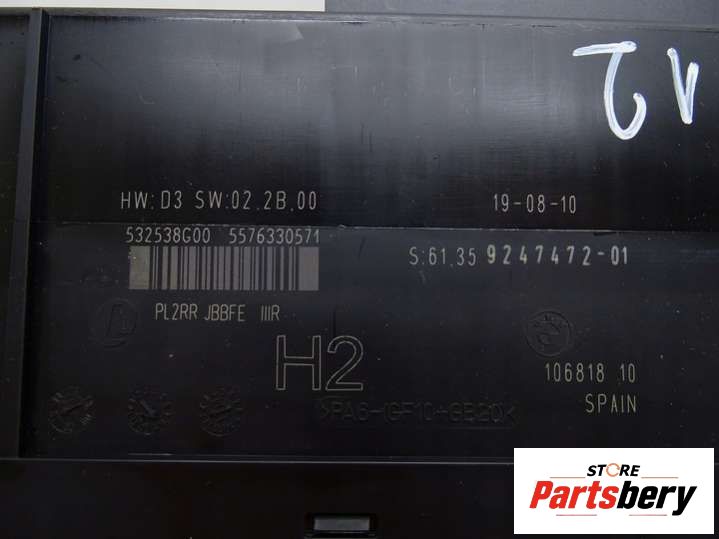 HW: D3 SW:02.2B.00
19-08-10
532538G00 5576330571
S:61.35 9247472-01
PL2RR JBBFE IIIR
H2
106818 10
SPAIN
STORE
Partsbery